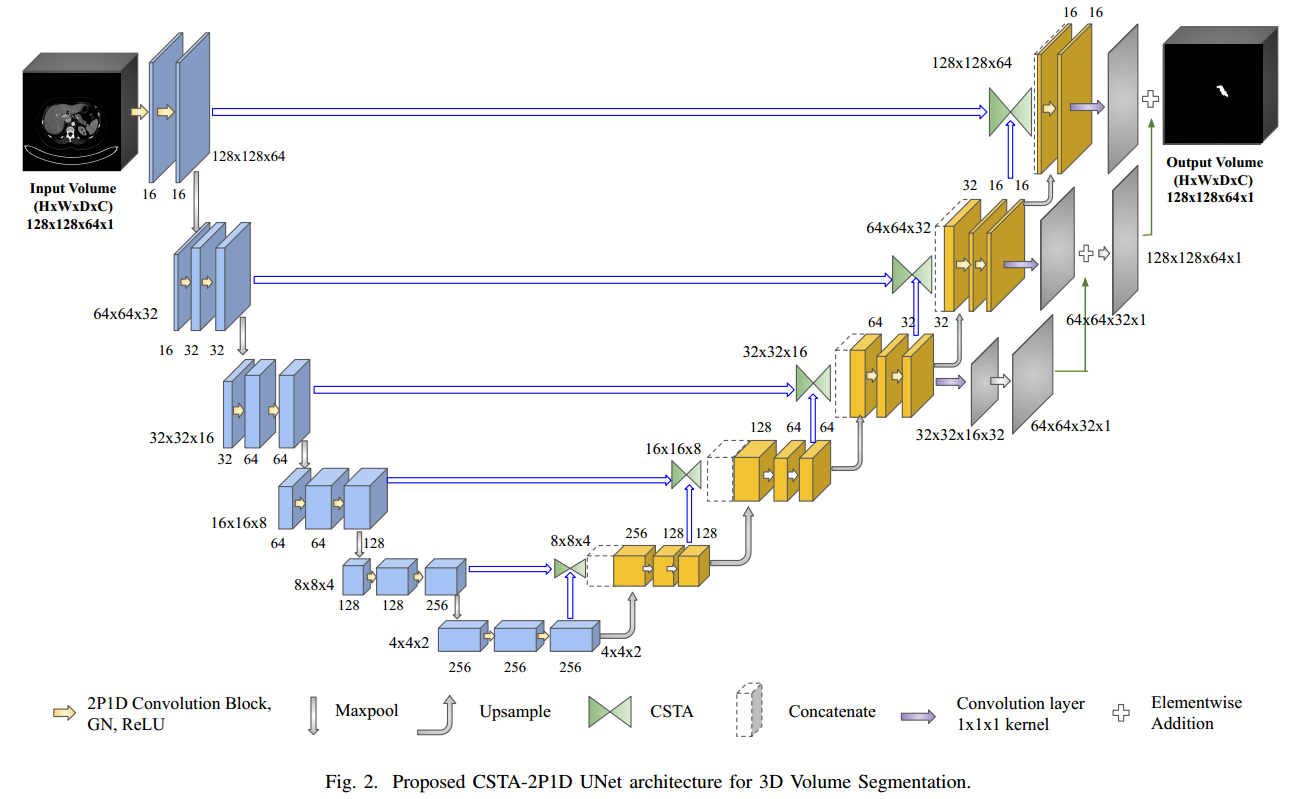 16 16
128x128x64
128x128x64
Input Volume
(HxWxDxC)
128x128x64x1
16 16
Output Volume
(HxWxDxC)
128x128x64x1
32 16 16
64x64x32
128x128x64x1
64x64x32
16 32 32
64 32 32
64x64x32x1
32x32x16
32x32x16
32 64 64
128 64 64
32x32x16x32
64x64x32x1
16x16x8
16x16x8
64 64 128
256 128 128
8x8x4
8x8x4
128 128 256
4x4x2
4x4x2
256 256 256
2P1D Convolution Block,
GN, ReLU
Maxpool
Upsample
CSTA
Concatenate
Convolution layer
1x1x1 kernel
Elementwise
Addition
Fig. 2. Proposed CSTA-2P1D UNet architecture for 3D Volume Segmentation.